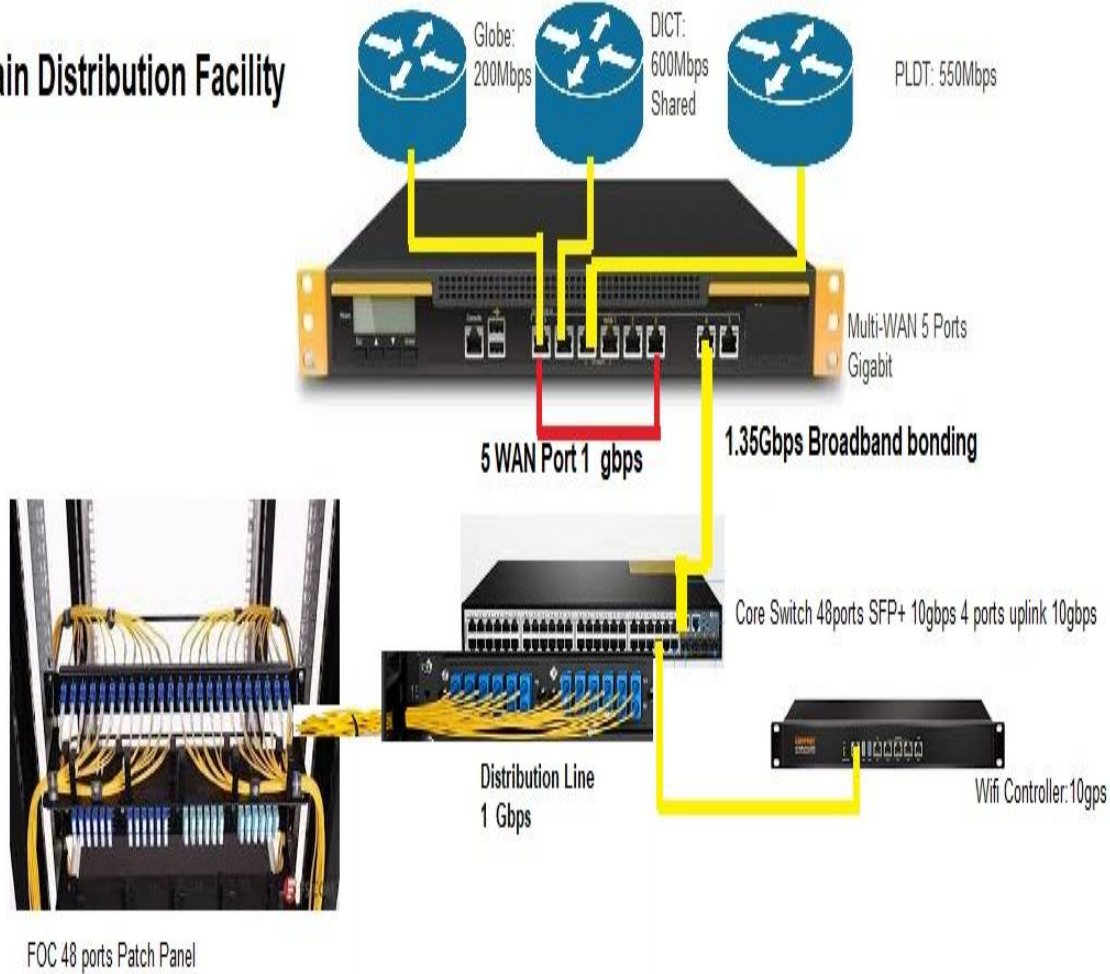 ain Distribution Facility
Globe:
200Mbps
DICT:
600Mbps
Shared
PLDT: 550Mbps
Console
Multi-WAN 5 Ports
Gigabit
5 WAN Port 1 gbps
1.35Gbps Broadband bonding
Core Switch 48ports SFP+ 10gbps 4 ports uplink 10gbps
Distribution Line
1 Gbps
Wifi Controller:10gps
FOC 48 ports Patch Panel